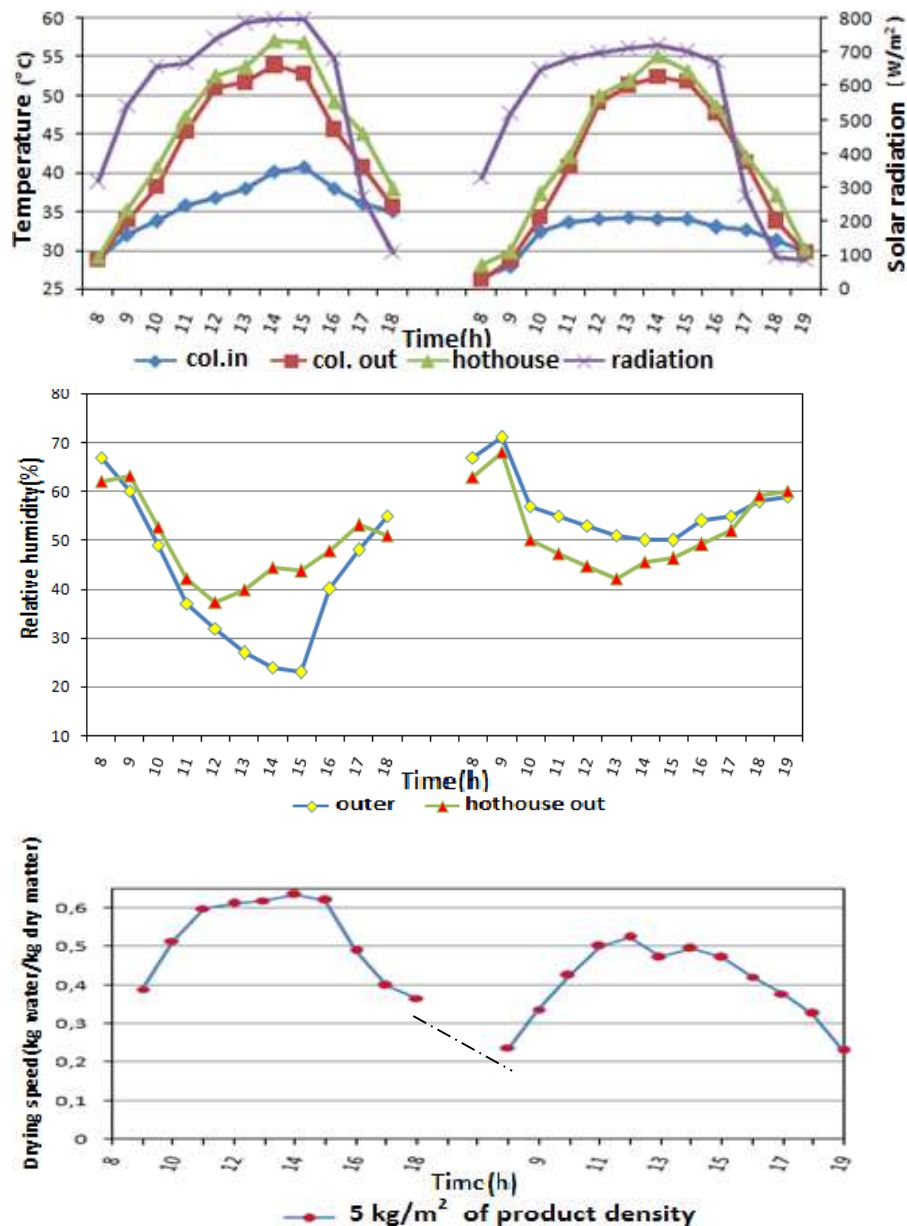 Temperature (°c)
60
55
50
45
40
35
30
25
800
700
600
500
400
300
200
100
0
Solar radiation (W/m²)
8 9 10 11 12 13 14 15 16 17 18 8 9 10 11 12 13 14 15 16 17 18 19
Time(h)
col.in col. out hothouse radiation
Relative humidity(%)
80
70
60
50
40
30
20
10
8 9 10 11 12 13 14 15 16 17 18 8 9 10 11 12 13 14 15 16 17 18 19
Time(h)
outer hothouse out
Drying speed(kg water/kg dry matter)
0,6
0,5
0,4
0,3
0,2
0,1
0
8 10 12 14 16 18 9 11 13 15 17 19
Time(h)
5 kg/m² of product density